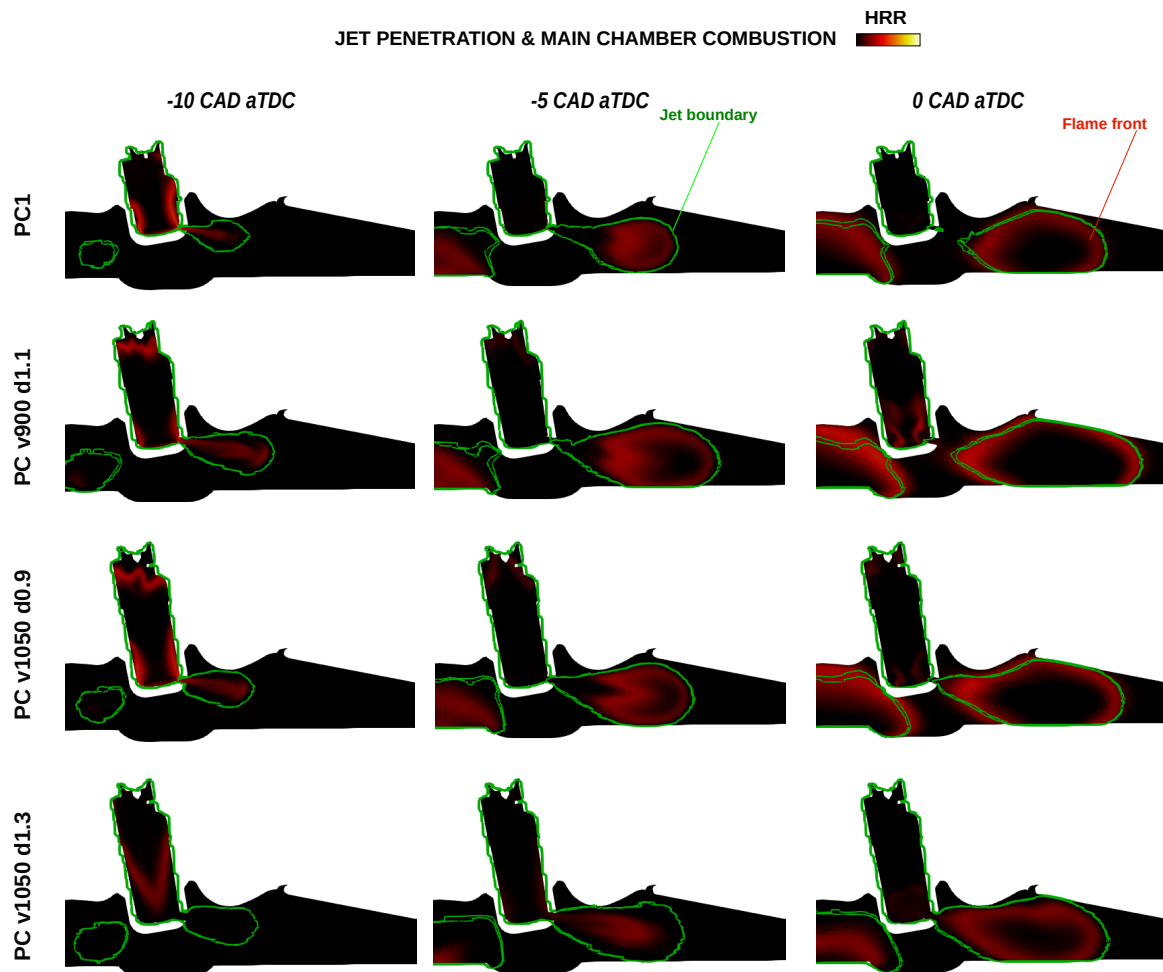 HRR
JET PENETRATION & MAIN CHAMBER COMBUSTION
-10 CAD aTDC
-5 CAD aTDC
0 CAD aTDC
Jet boundary
Flame front
PC1
PC v900 d1.1
PC v1050 d0.9
PC v1050 d1.3